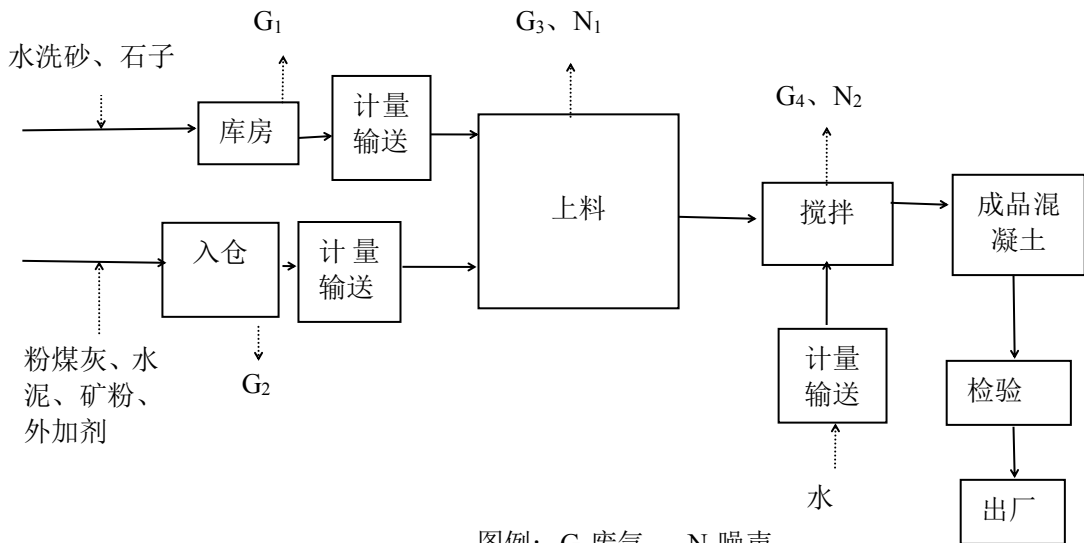 G₁
G₃、N₁
水洗砂、石子
G₄、N₂
库房
计量
输送
上料
搅拌
成品混
凝土
入仓
计量
输送
粉煤灰、水
泥、矿粉、
外加剂
G₂
计量
输送
检验
水
出厂